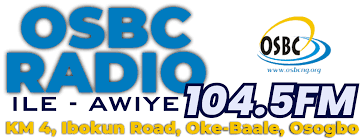 OSBC
RADIO
OSBC
www.osbcng.org
ILE - AWIYE 104.5FM
KM 4, Ibokun Road, Oke-Baale, Osogbo